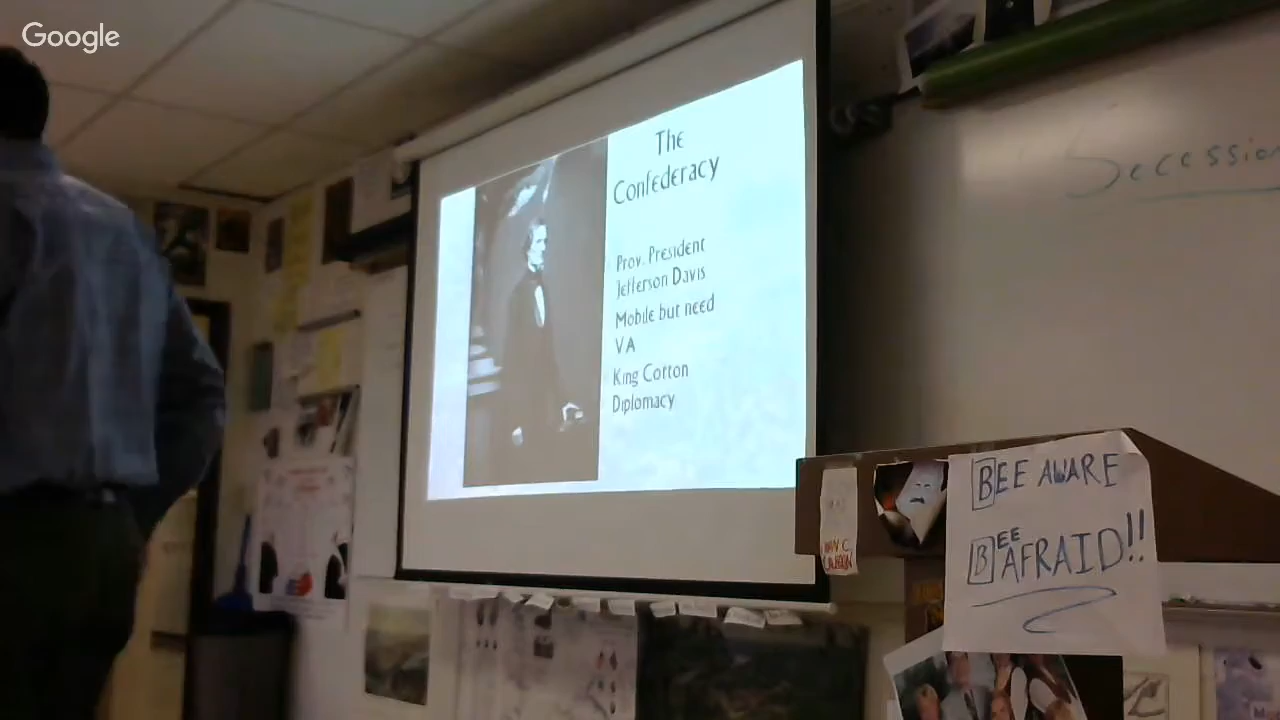 Google
The
Confederacy
Prov. President
Jefferson Davis
Mobile but need
VA
King Cotton
Diplomacy
Secession
BEE AWARE
BEE AFRAID!!